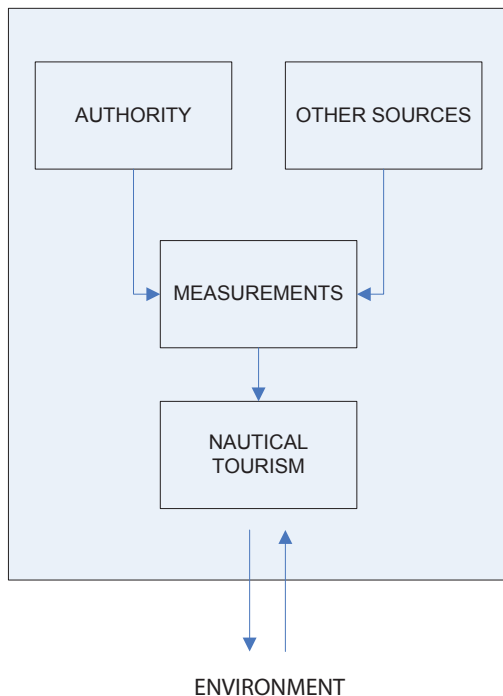 AUTHORITY
OTHER SOURCES
MEASUREMENTS
NAUTICAL
TOURISM
ENVIRONMENT